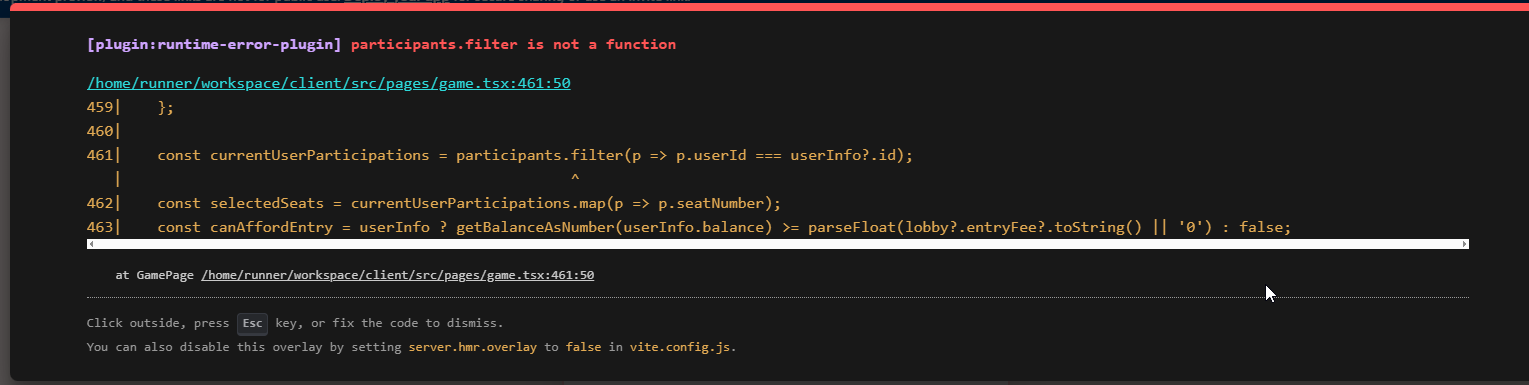 [plugin:runtime-error-plugin] participants.filter is not a function
/home/runner/workspace/client/src/pages/game.tsx:461:50
459|    };
460|
461|    const currentUserParticipations = participants.filter(p => p.userId === userInfo?.id);
   |                                                  ^
462|    const selectedSeats = currentUserParticipations.map(p => p.seatNumber);
463|    const canAffordEntry = userInfo ? getBalanceAsNumber(userInfo.balance) >= parseFloat(lobby?.entryFee?.toString() || '0') : false;
at GamePage /home/runner/workspace/client/src/pages/game.tsx:461:50
Click outside, press Esc key, or fix the code to dismiss.
You can also disable this overlay by setting server.hmr.overlay to false in vite.config.js.